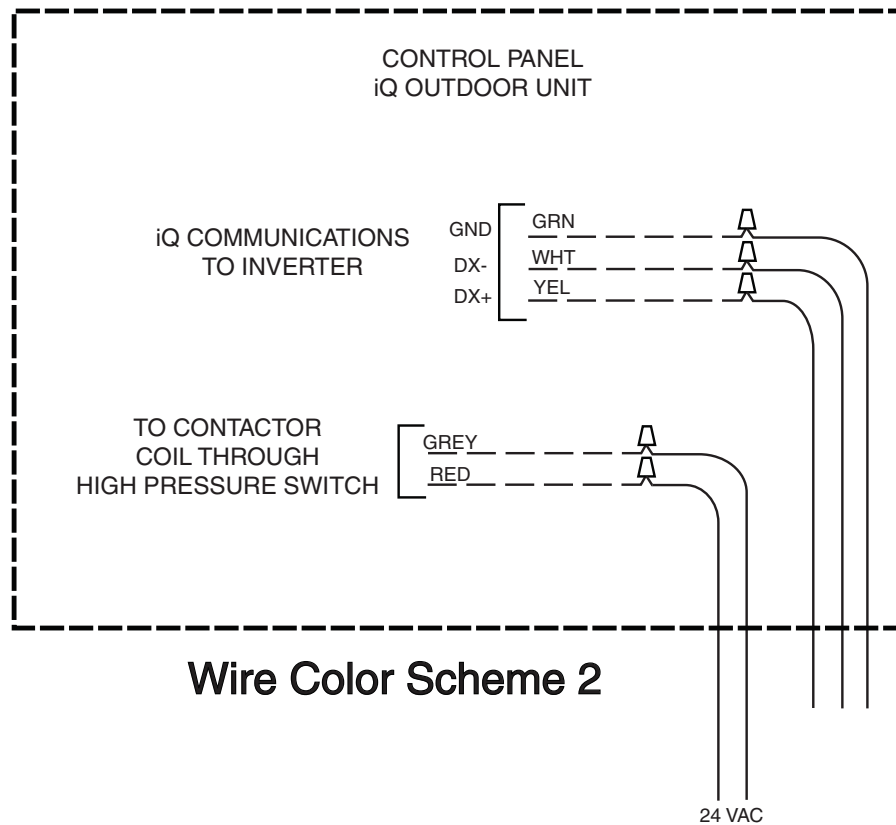 CONTROL PANEL
iQ OUTDOOR UNIT
iQ COMMUNICATIONS
TO INVERTER
GND
GRN
DX-
WHT
DX+
YEL
TO CONTACTOR
COIL THROUGH
HIGH PRESSURE SWITCH
GREY
RED
Wire Color Scheme 2
24 VAC